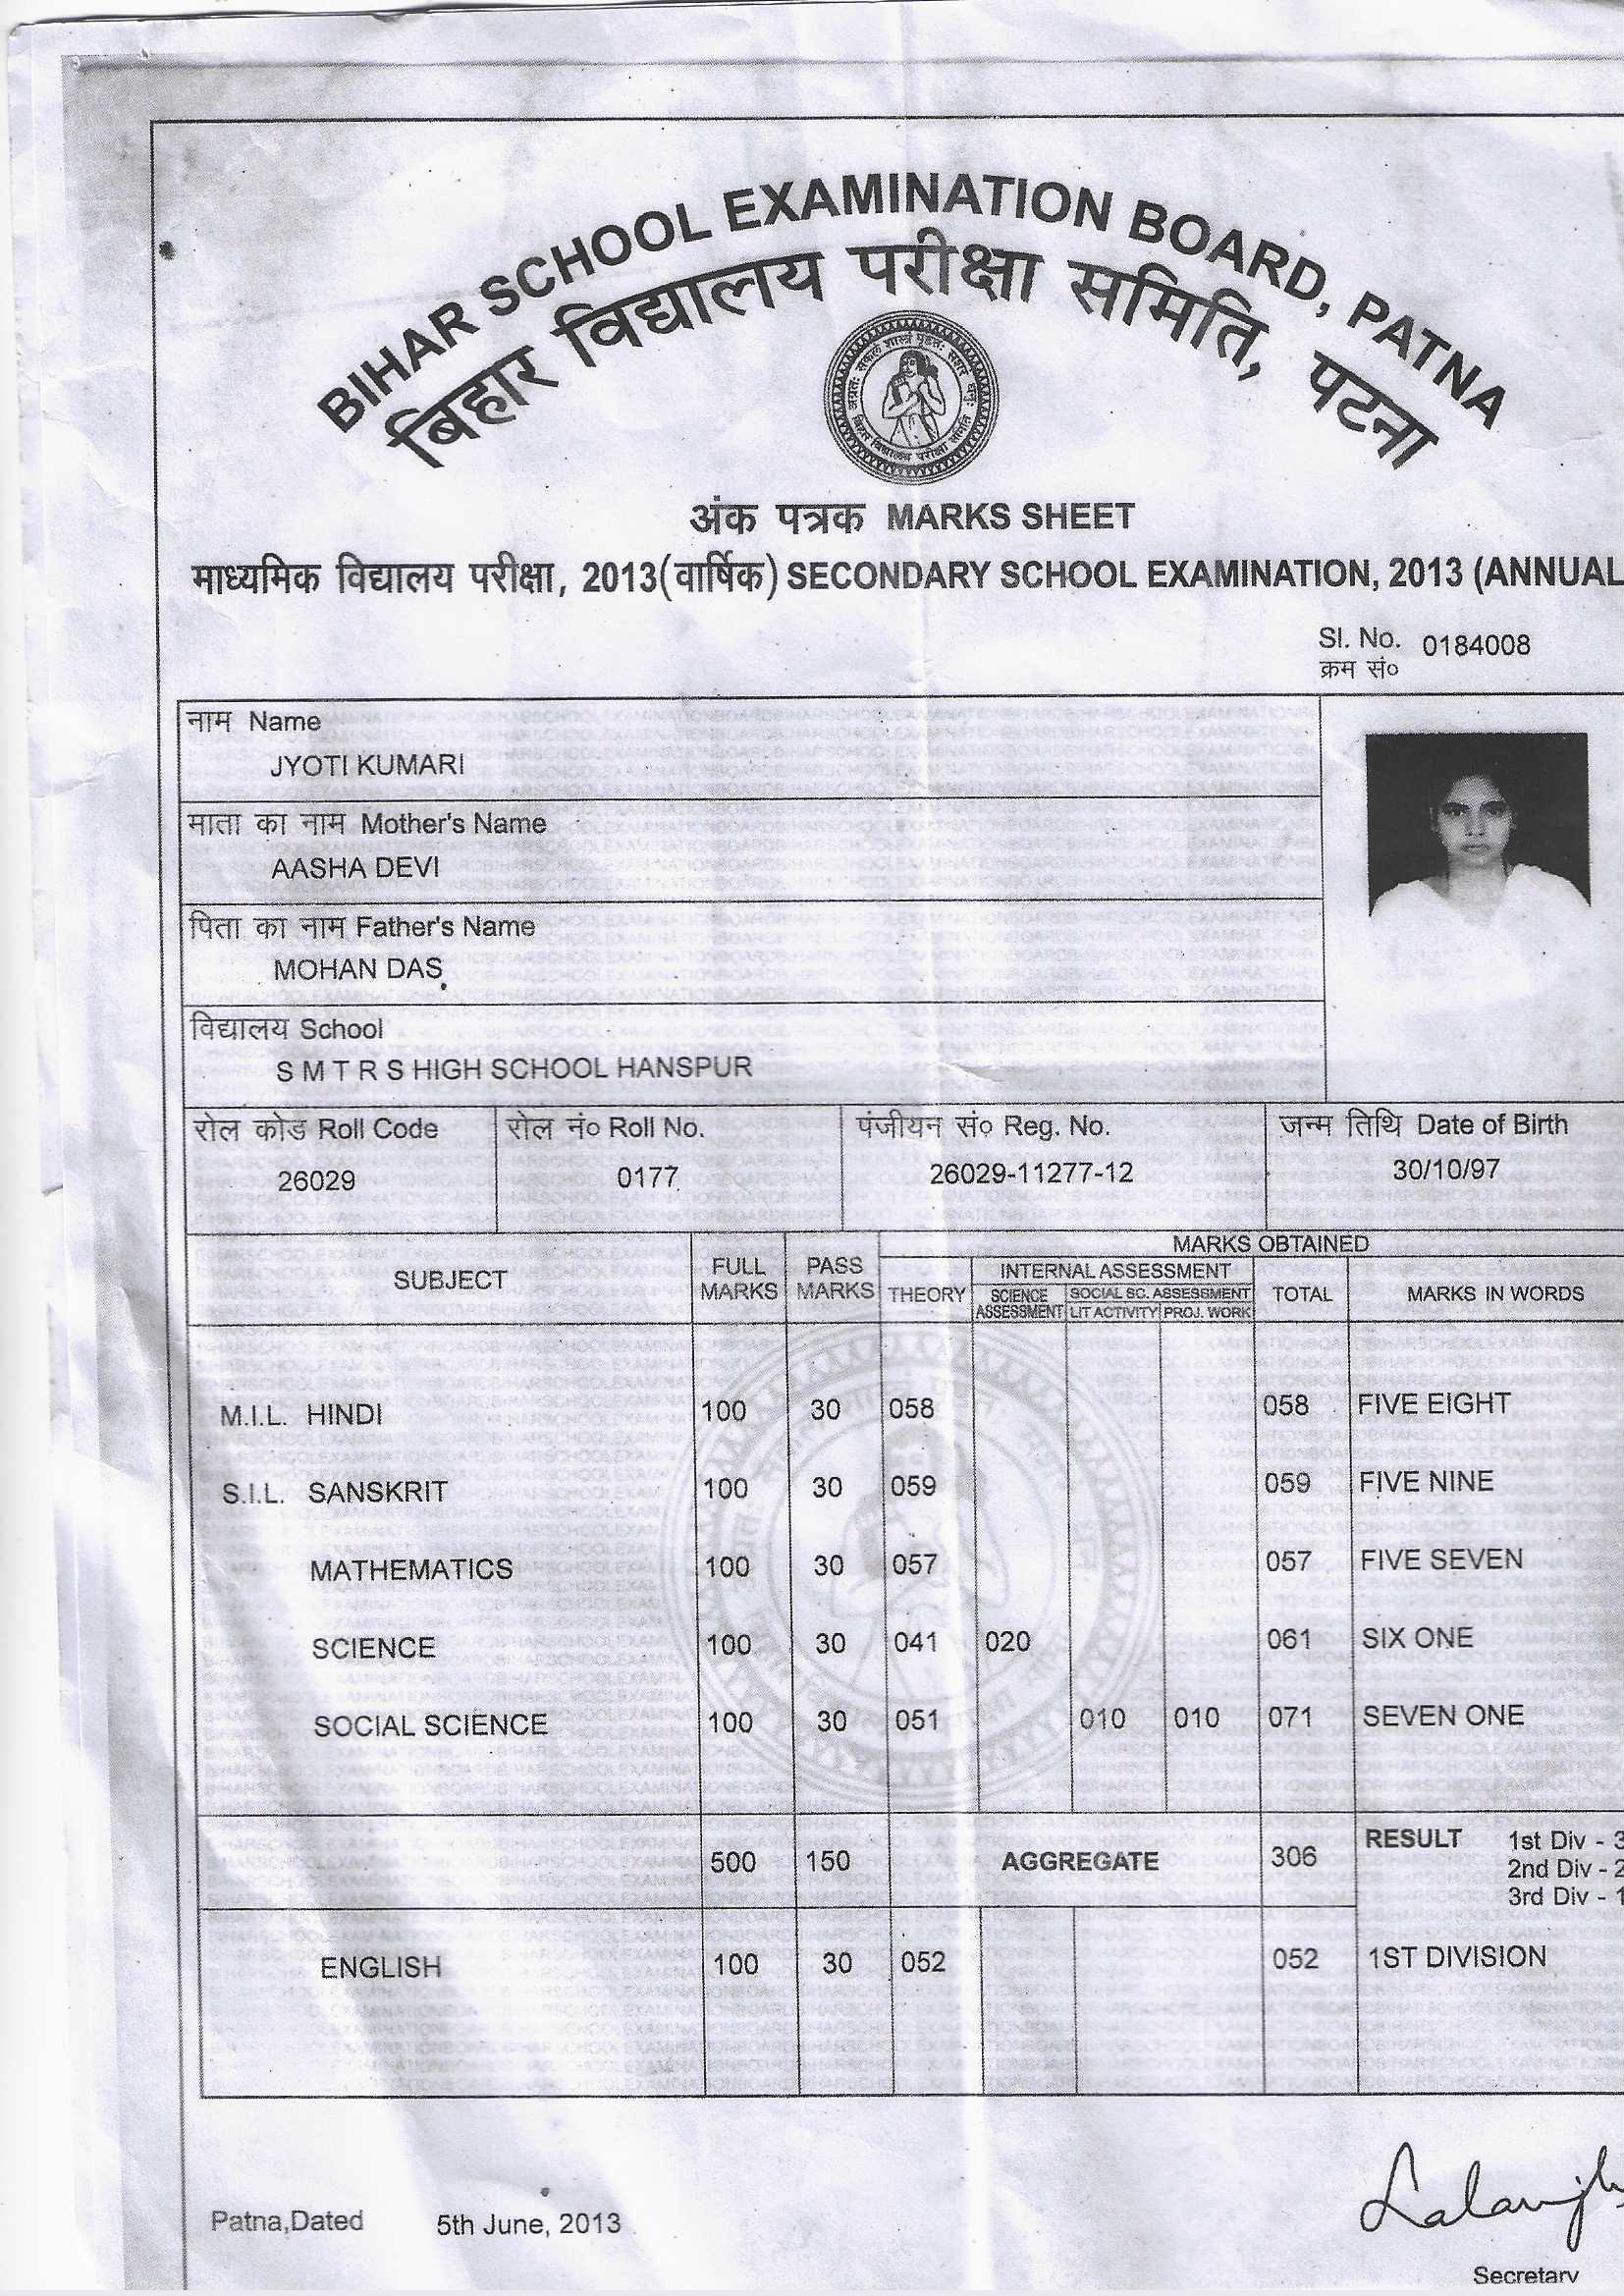 BIHAR SCHOOL EXAMINATION BOARD, PATNA
बिहार विद्यालय परीक्षा समिति, पटना
अंक पत्रक MARKS SHEET
माध्यमिक विद्यालय परीक्षा, 2013(वार्षिक) SECONDARY SCHOOL EXAMINATION, 2013 (ANNUAL
Sl. No. 0184008
क्रम सं०
नाम Name
JYOTI KUMARI
माता का नाम Mother's Name
AASHA DEVI
पिता का नाम Father's Name
MOHAN DAS
विद्यालय School
S M T R S HIGH SCHOOL HANSPUR
रोल कोड Roll Code रोल नं० Roll No. पंजीयन सं० Reg. No. जन्म तिथि Date of Birth
26029 0177 26029-11277-12 30/10/97
MARKS OBTAINED
SUBJECT FULL MARKS PASS MARKS THEORY INTERNAL ASSESSMENT TOTAL MARKS IN WORDS
SCIENCE ASSESSMENT SOCIAL SC. ASSESSMENT
LIT ACTIVITY PROJ. WORK
M.I.L. HINDI 100 30 058 058 FIVE EIGHT
S.I.L. SANSKRIT 100 30 059 059 FIVE NINE
MATHEMATICS 100 30 057 057 FIVE SEVEN
SCIENCE 100 30 041 020 061 SIX ONE
SOCIAL SCIENCE 100 30 051 010 010 071 SEVEN ONE
500 150 AGGREGATE 306 RESULT 1st Div - 3
2nd Div - 2
3rd Div - 1
ENGLISH 100 30 052 052 1ST DIVISION
Patna,Dated 5th June, 2013
Secretary